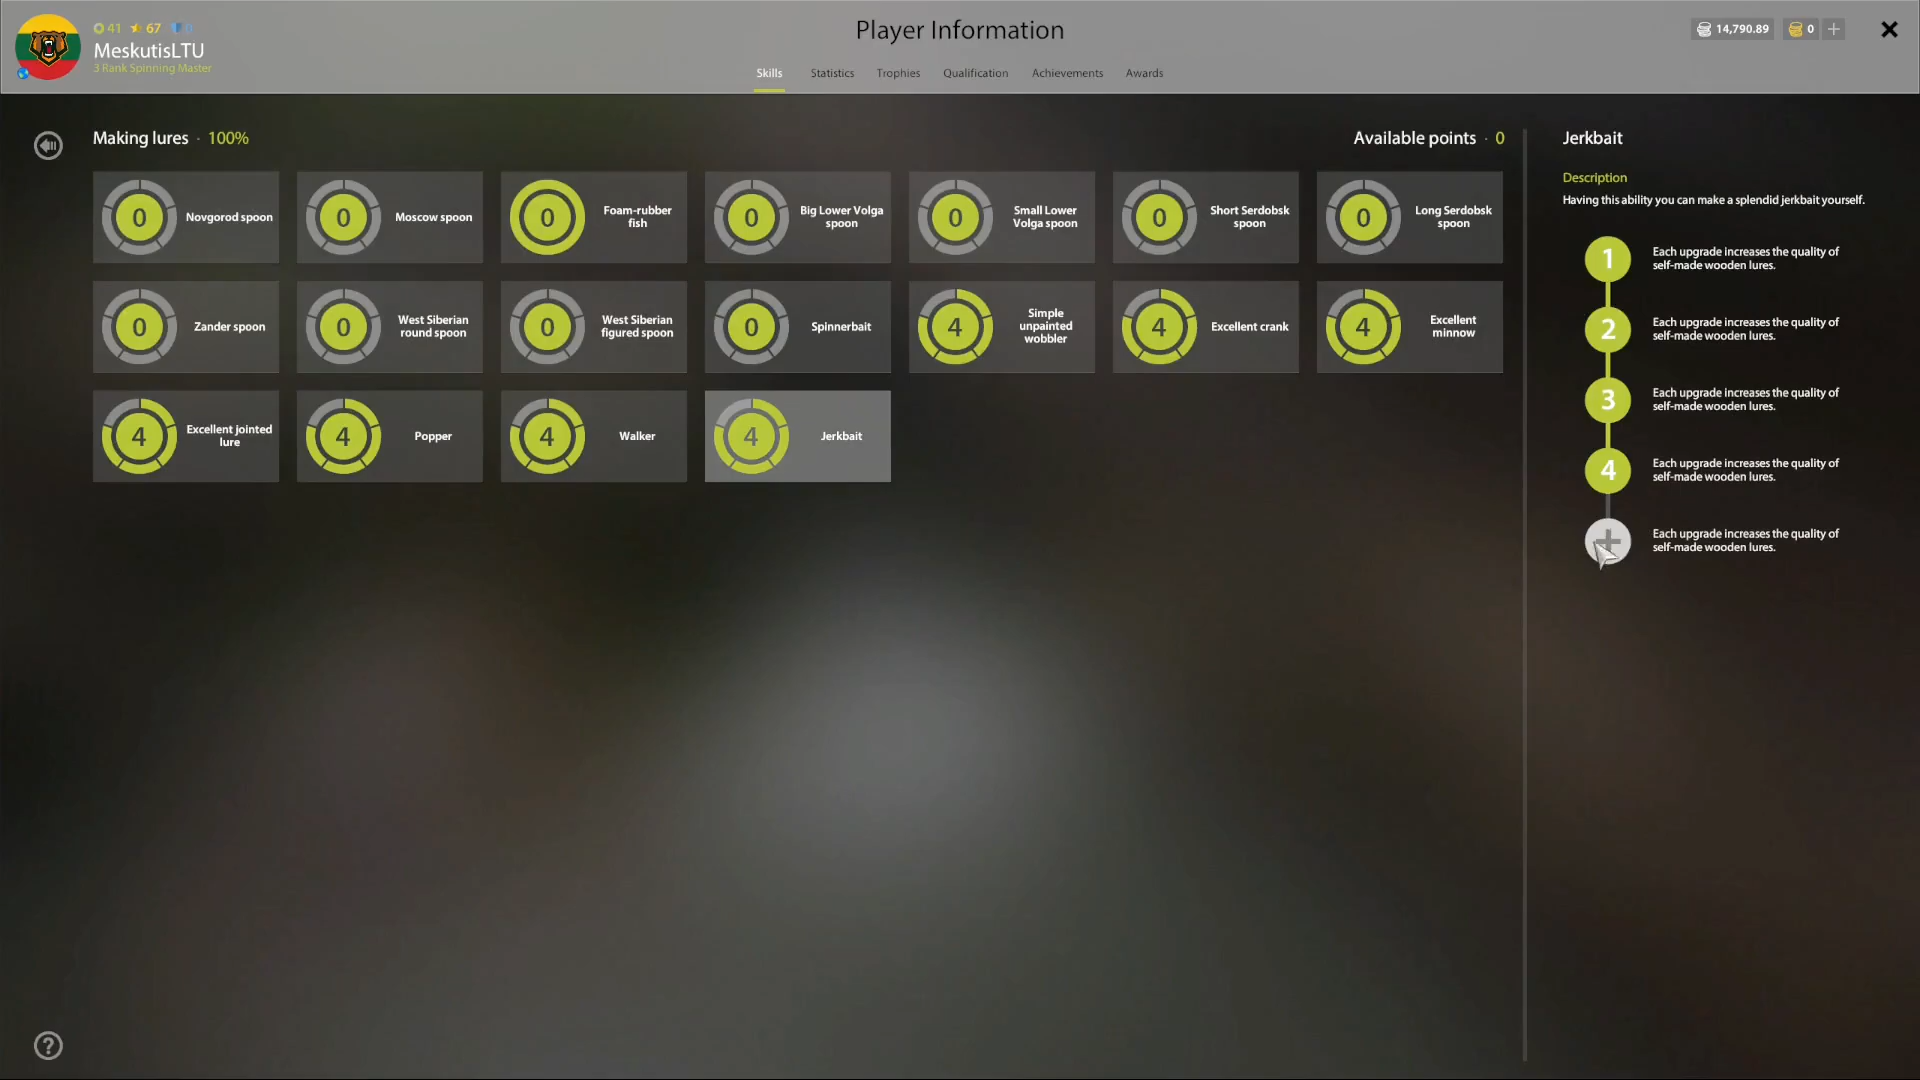 41 67 0
MeskutisLTU
3 Rank Spinning Master
Player Information
14,790.89
0
Skills
Statistics
Trophies
Qualification
Achievements
Awards
Making lures · 100%
Available points · 0
0
Novgorod spoon
0
Moscow spoon
0
Foam-rubber
fish
0
Big Lower Volga
spoon
0
Small Lower
Volga spoon
0
Short Serdobsk
spoon
0
Long Serdobsk
spoon
0
Zander spoon
0
West Siberian
round spoon
0
West Siberian
figured spoon
0
Spinnerbait
4
Simple
unpainted
wobbler
4
Excellent crank
4
Excellent
minnow
4
Excellent jointed
lure
4
Popper
4
Walker
4
Jerkbait
Jerkbait
Description
Having this ability you can make a splendid jerkbait yourself.
1
Each upgrade increases the quality of
self-made wooden lures.
2
Each upgrade increases the quality of
self-made wooden lures.
3
Each upgrade increases the quality of
self-made wooden lures.
4
Each upgrade increases the quality of
self-made wooden lures.
Each upgrade increases the quality of
self-made wooden lures.
?